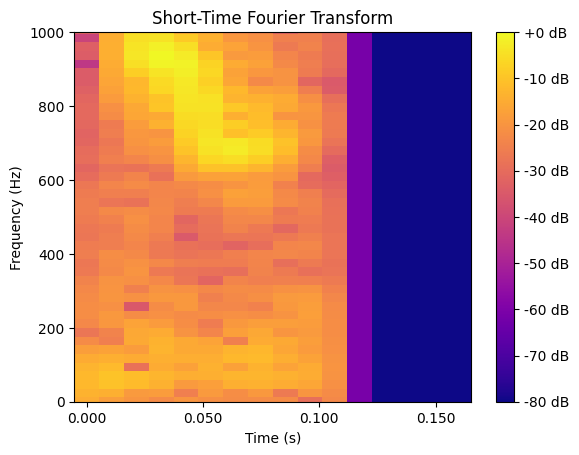 Short-Time Fourier Transform
1000
800
600
400
200
0
Frequency (Hz)
0.000
0.050
0.100
0.150
Time (s)
+0 dB
-10 dB
-20 dB
-30 dB
-40 dB
-50 dB
-60 dB
-70 dB
-80 dB